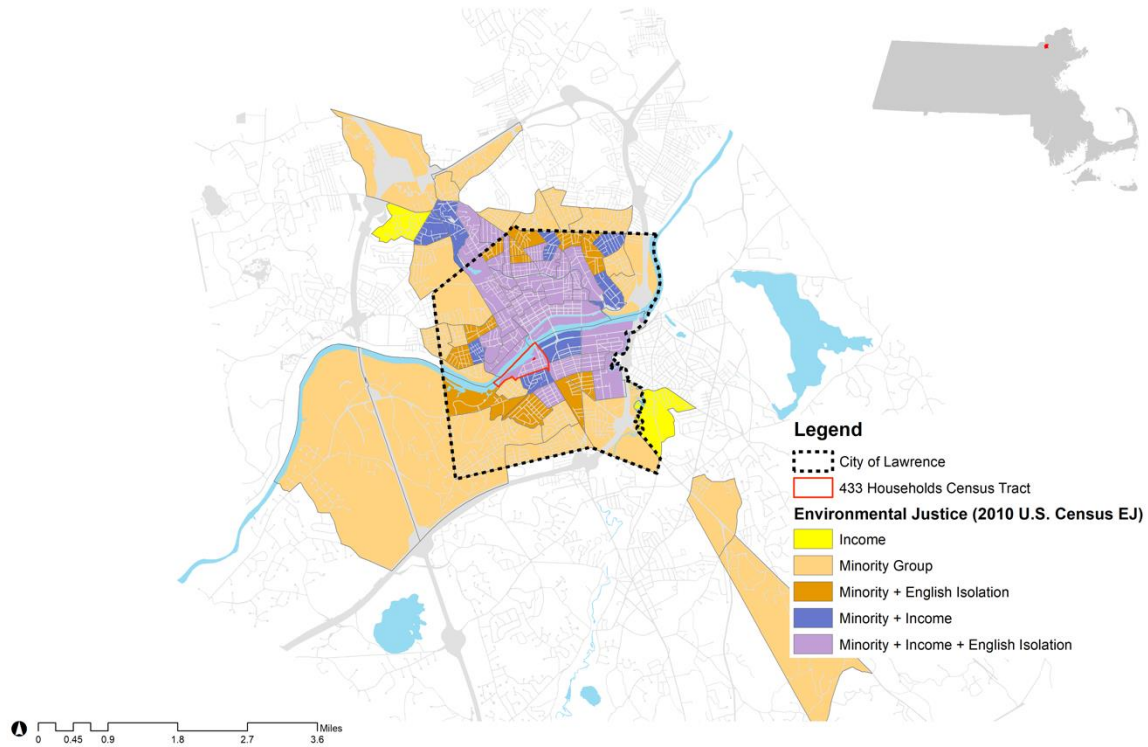 Legend
City of Lawrence
433 Households Census Tract
Environmental Justice (2010 U.S. Census EJ)
Income
Minority Group
Minority + English Isolation
Minority + Income
Minority + Income + English Isolation
Miles
0 0.45 0.9 1.8 2.7 3.6